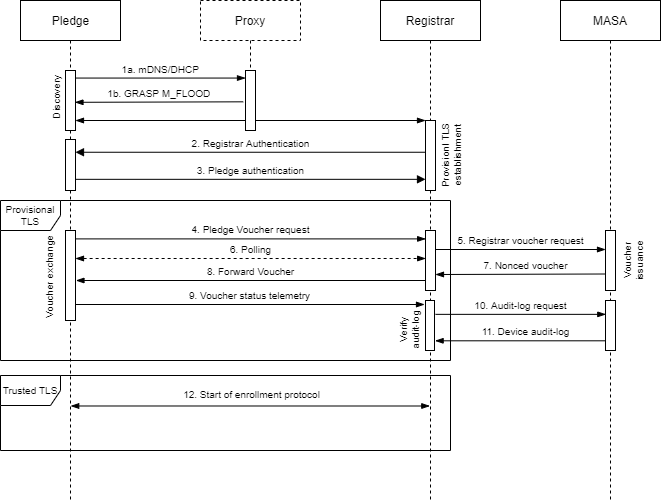 Pledge
Proxy
Registrar
MASA
1a. mDNS/DHCP
1b. GRASP M_FLOOD
Discovery
2. Registrar Authentication
3. Pledge authentication
Provisionl TLS
establishment
Provisional
TLS
4. Pledge Voucher request
5. Registrar voucher request
6. Polling
7. Nonced voucher
8. Forward Voucher
Voucher exchange
Voucher
issuance
9. Voucher status telemetry
10. Audit-log request
Verify
audit-log
11. Device audit-log
Trusted TLS
12. Start of enrollment protocol